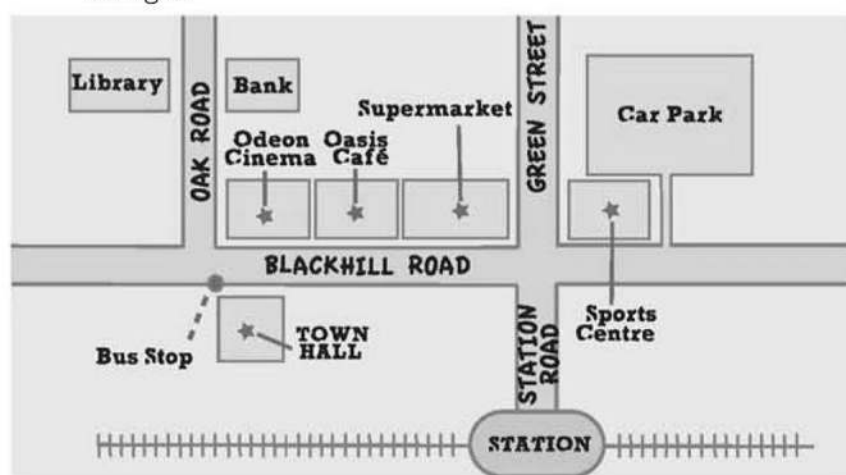 Library
Bank
Supermarket
Car Park
Odeon
Cinema
Oasis
Café
OAK ROAD
GREEN STREET
BLACKHILL ROAD
Bus Stop
TOWN
HALL
STATION
ROAD
Sports
Centre
STATION